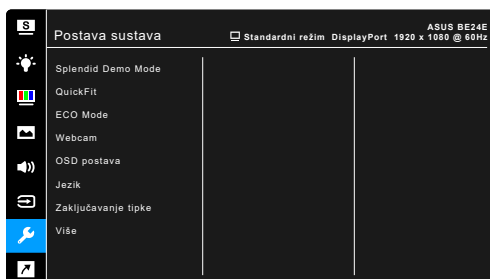 S
ASUS BE24E
Postava sustava
Standardni režim DisplayPort 1920 x 1080 @ 60Hz
Splendid Demo Mode
QuickFit
ECO Mode
Webcam
OSD postava
Jezik
Zaključavanje tipke
Više